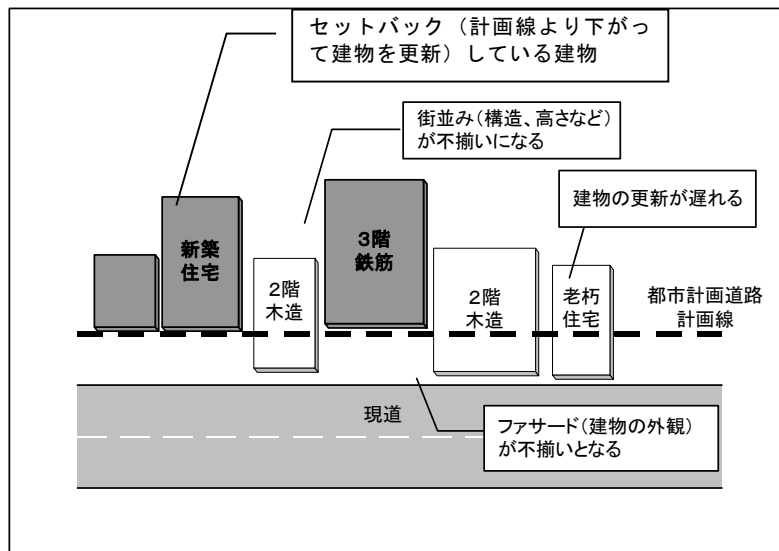 セットバック（計画線より下がっ
て建物を更新）している建物
街並み（構造、高さなど）
が不揃いになる
建物の更新が遅れる
新築
住宅
2階
木造
3階
鉄筋
2階
木造
老朽
住宅
都市計画道路
計画線
現道
ファサード（建物の外観）
が不揃いとなる